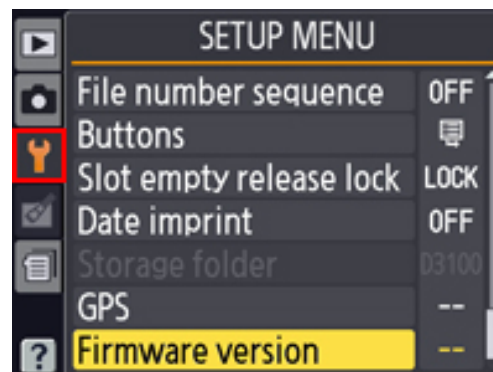 SETUP MENU
File number sequence OFF
Buttons
Slot empty release lock LOCK
Date imprint OFF
Storage folder D3100
GPS --
? Firmware version --